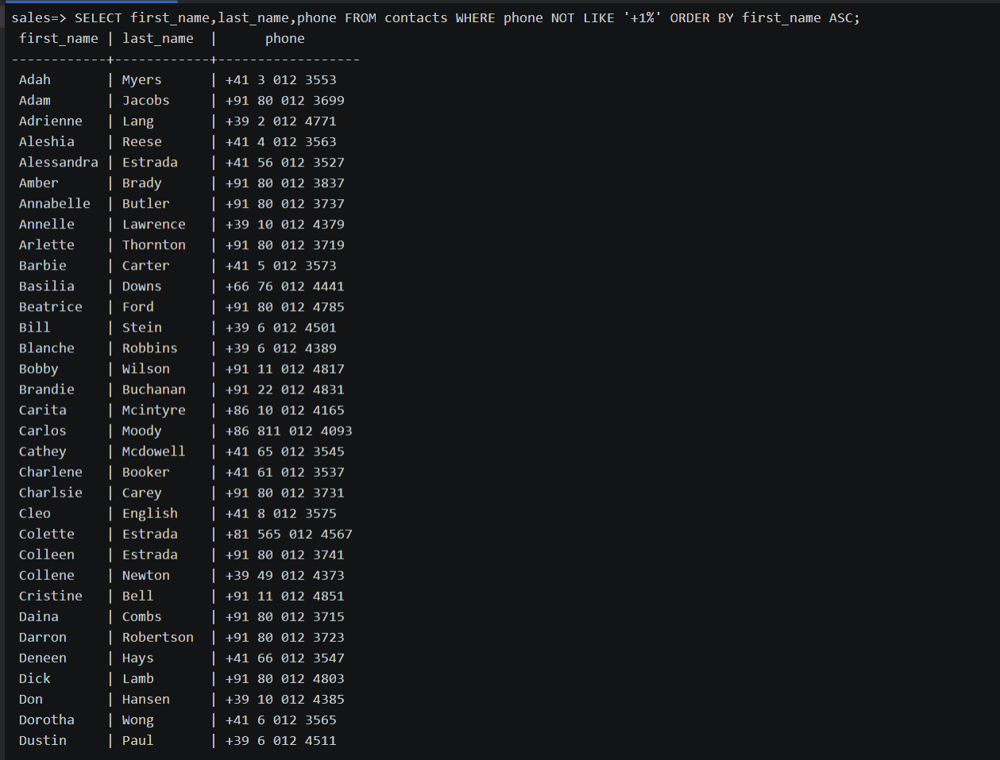 sales=> SELECT first_name,last_name,phone FROM contacts WHERE phone NOT LIKE '+1%' ORDER BY first_name ASC;
 first_name | last_name  |      phone
------------+------------+------------------
 Adah       | Myers      | +41 3 012 3553
 Adam       | Jacobs     | +91 80 012 3699
 Adrienne   | Lang       | +39 2 012 4771
 Aleshia    | Reese      | +41 4 012 3563
 Alessandra | Estrada    | +41 56 012 3527
 Amber      | Brady      | +91 80 012 3837
 Annabelle  | Butler     | +91 80 012 3737
 Annelle    | Lawrence   | +39 10 012 4379
 Arlette    | Thornton   | +91 80 012 3719
 Barbie     | Carter     | +41 5 012 3573
 Basilia    | Downs      | +66 76 012 4441
 Beatrice   | Ford       | +91 80 012 4785
 Bill       | Stein      | +39 6 012 4501
 Blanche    | Robbins    | +39 6 012 4389
 Bobby      | Wilson     | +91 11 012 4817
 Brandie    | Buchanan   | +91 22 012 4831
 Carita     | Mcintyre   | +86 10 012 4165
 Carlos     | Moody      | +86 811 012 4093
 Cathey     | Mcdowell   | +41 65 012 3545
 Charlene   | Booker     | +41 61 012 3537
 Charlsie   | Carey      | +91 80 012 3731
 Cleo       | English    | +41 8 012 3575
 Colette    | Estrada    | +81 565 012 4567
 Colleen    | Estrada    | +91 80 012 3741
 Collene    | Newton     | +39 49 012 4373
 Cristine   | Bell       | +91 11 012 4851
 Daina      | Combs      | +91 80 012 3715
 Darron     | Robertson  | +91 80 012 3723
 Deneen     | Hays       | +41 66 012 3547
 Dick       | Lamb       | +91 80 012 4803
 Don        | Hansen     | +39 10 012 4385
 Dorotha    | Wong       | +41 6 012 3565
 Dustin     | Paul       | +39 6 012 4511